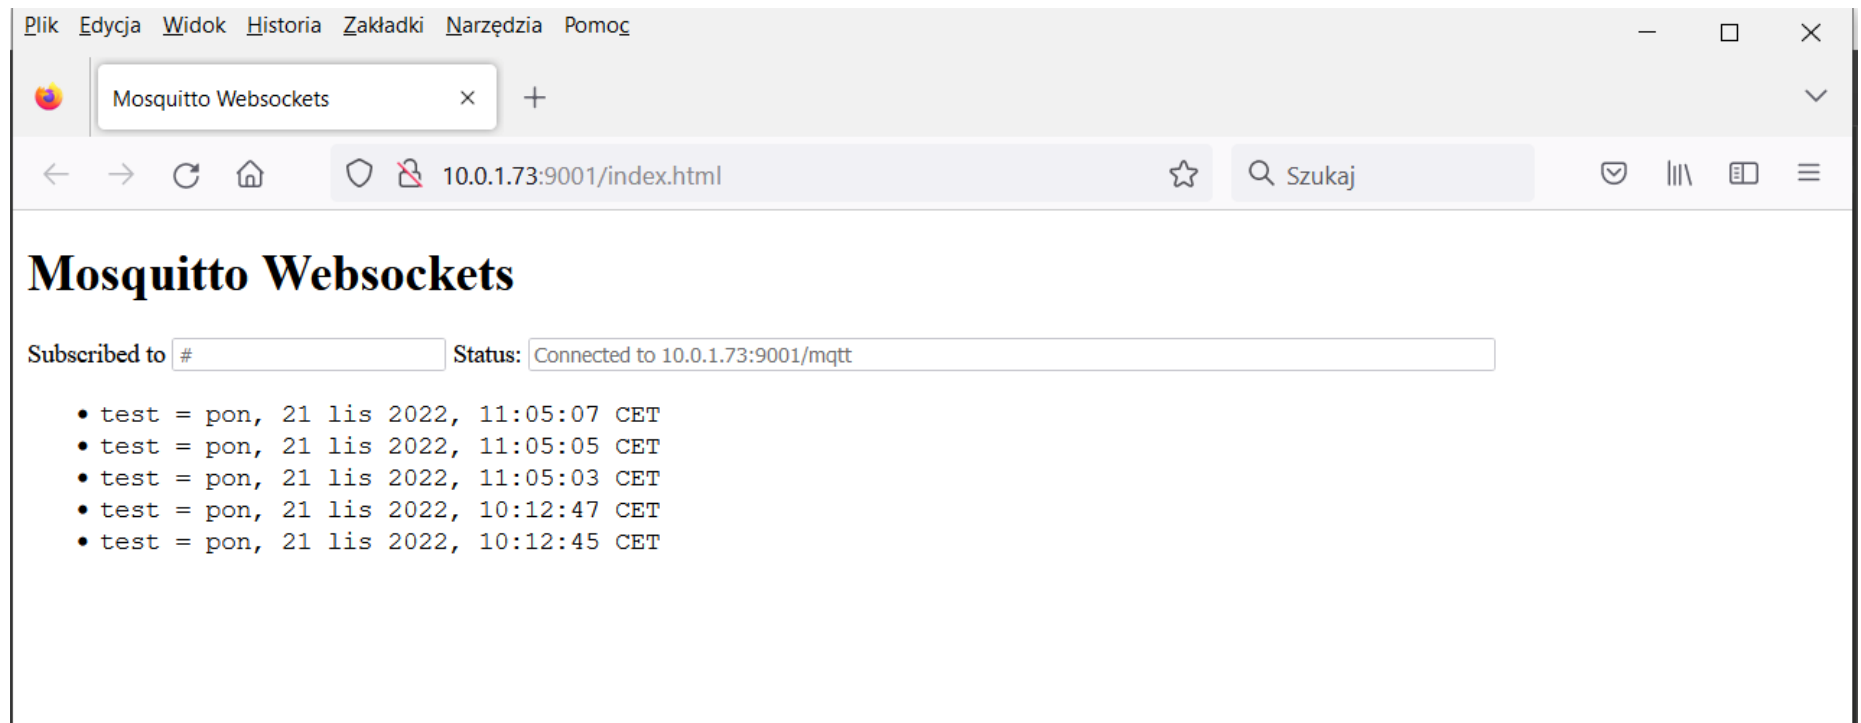 Plik Edycja Widok Historia Zakładki Narzędzia Pomoc
Mosquitto Websockets
10.0.1.73:9001/index.html Szukaj
Mosquitto Websockets
Subscribed to # Status: Connected to 10.0.1.73:9001/mqtt
• test = pon, 21 lis 2022, 11:05:07 CET
• test = pon, 21 lis 2022, 11:05:05 CET
• test = pon, 21 lis 2022, 11:05:03 CET
• test = pon, 21 lis 2022, 10:12:47 CET
• test = pon, 21 lis 2022, 10:12:45 CET